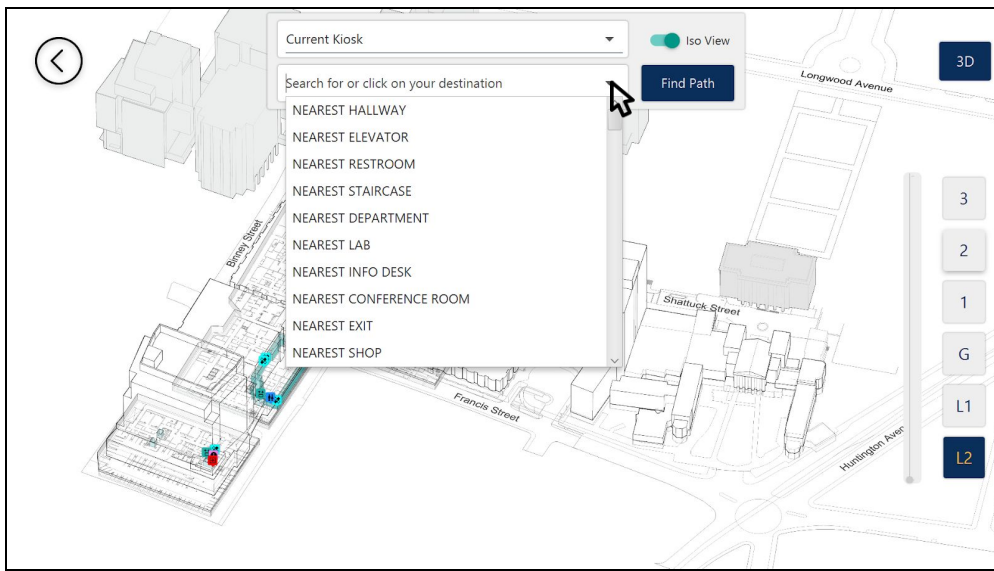 Current Kiosk
Iso View
3D
Search for or click on your destination
Find Path
Longwood Avenue
NEAREST HALLWAY
NEAREST ELEVATOR
NEAREST RESTROOM
NEAREST STAIRCASE
NEAREST DEPARTMENT
NEAREST LAB
NEAREST INFO DESK
NEAREST CONFERENCE ROOM
NEAREST EXIT
NEAREST SHOP
Binney Street
Shattuck Street
Francis Street
Huntington Aven
3
2
1
G
L1
L2